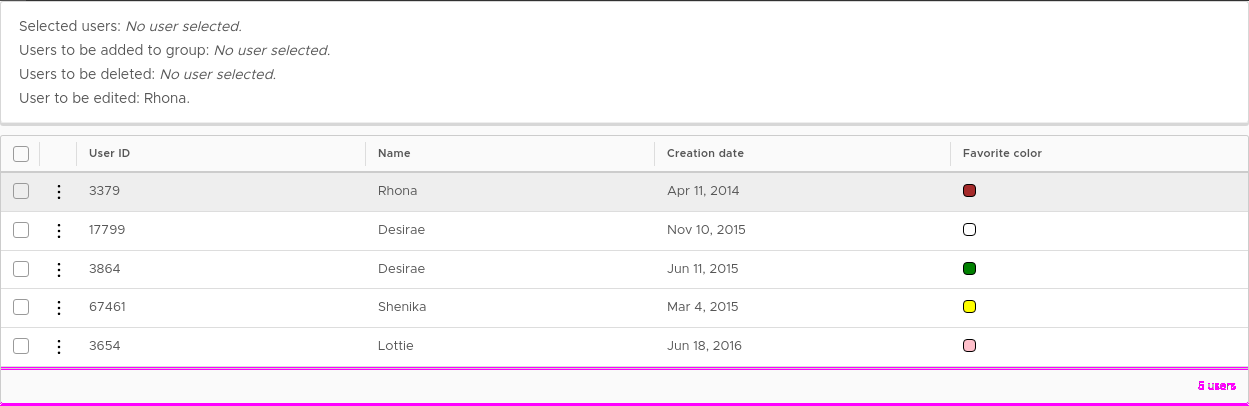 Selected users: No user selected.
Users to be added to group: No user selected.
Users to be deleted: No user selected.
User to be edited: Rhona.
User ID Name Creation date Favorite color
3379 Rhona Apr 11, 2014
17799 Desirae Nov 10, 2015
3864 Desirae Jun 11, 2015
67461 Shenika Mar 4, 2015
3654 Lottie Jun 18, 2016
5 users